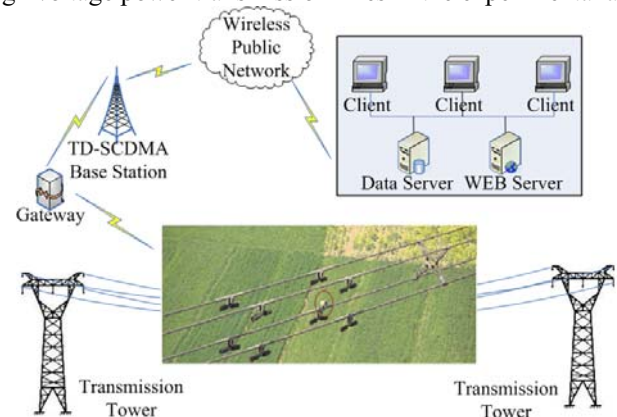 Wireless
Public
Network
Client Client Client
TD-SCDMA
Base Station
Data Server WEB Server
Gateway
Transmission
Tower
Transmission
Tower